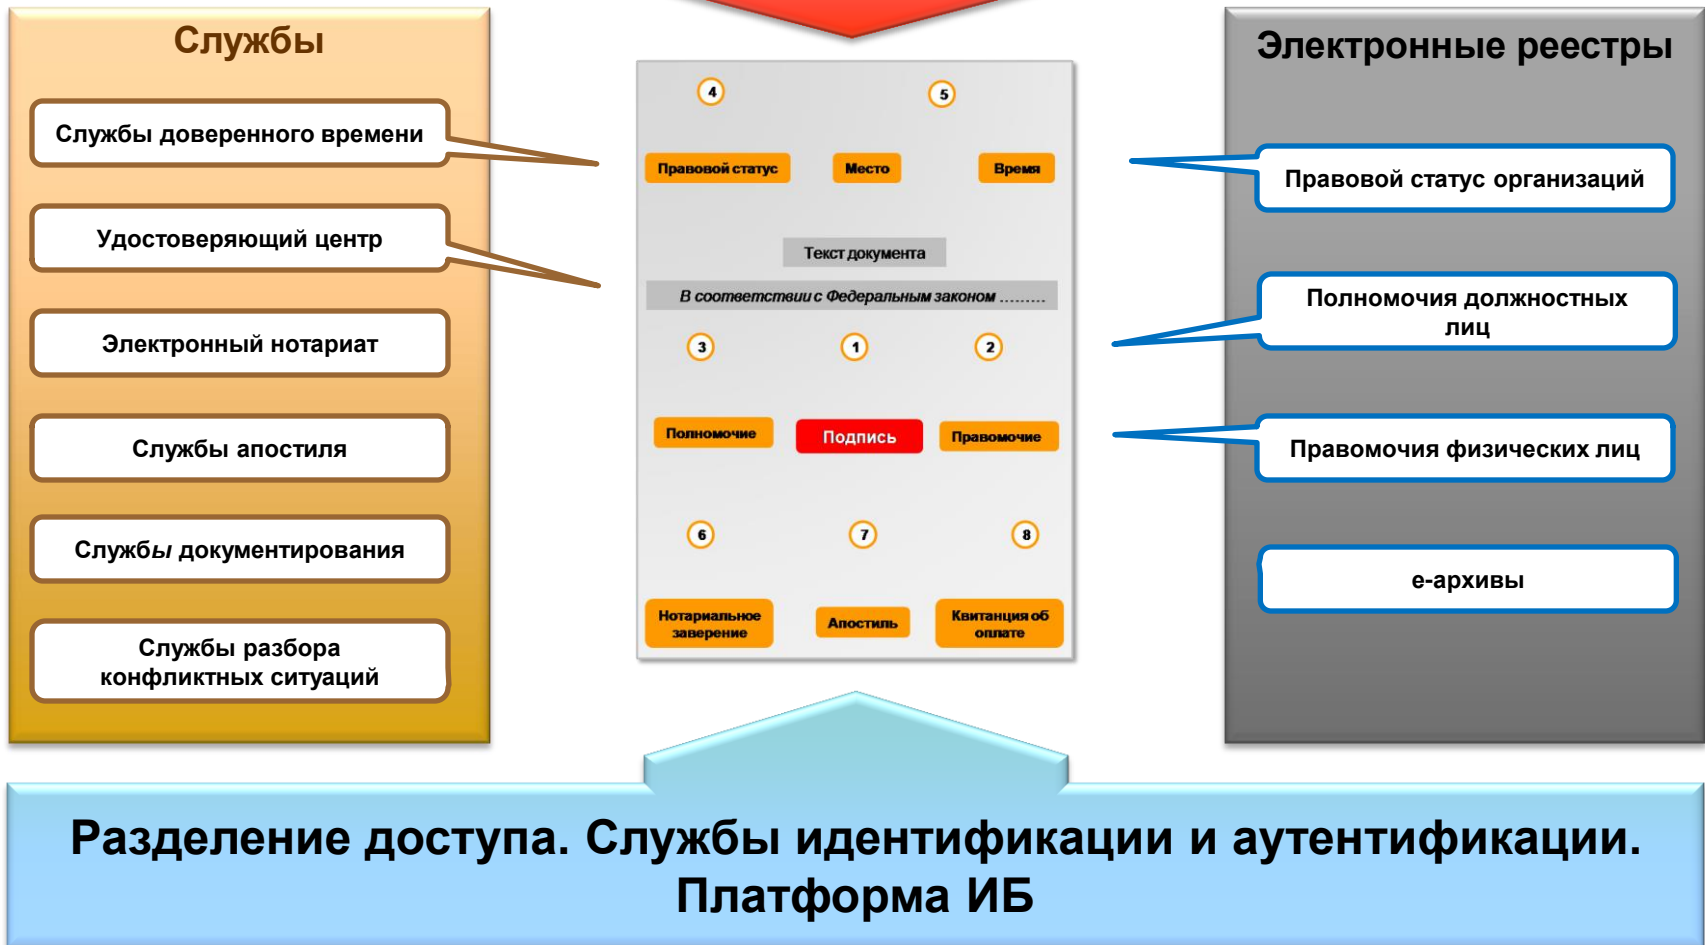 Службы
Службы доверенного времени
Удостоверяющий центр
Электронный нотариат
Службы апостиля
Службы документирования
Службы разбора
конфликтных ситуаций
4
5
Правовой статус
Место
Время
Текст документа
В соответствии с Федеральным законом .........
3
1
2
Полномочие
Подпись
Правомочие
6
7
8
Нотариальное
заверение
Апостиль
Квитанция об
оплате
Электронные реестры
Правовой статус организаций
Полномочия должностных
лиц
Правомочия физических лиц
е-архивы
Разделение доступа. Службы идентификации и аутентификации.
Платформа ИБ